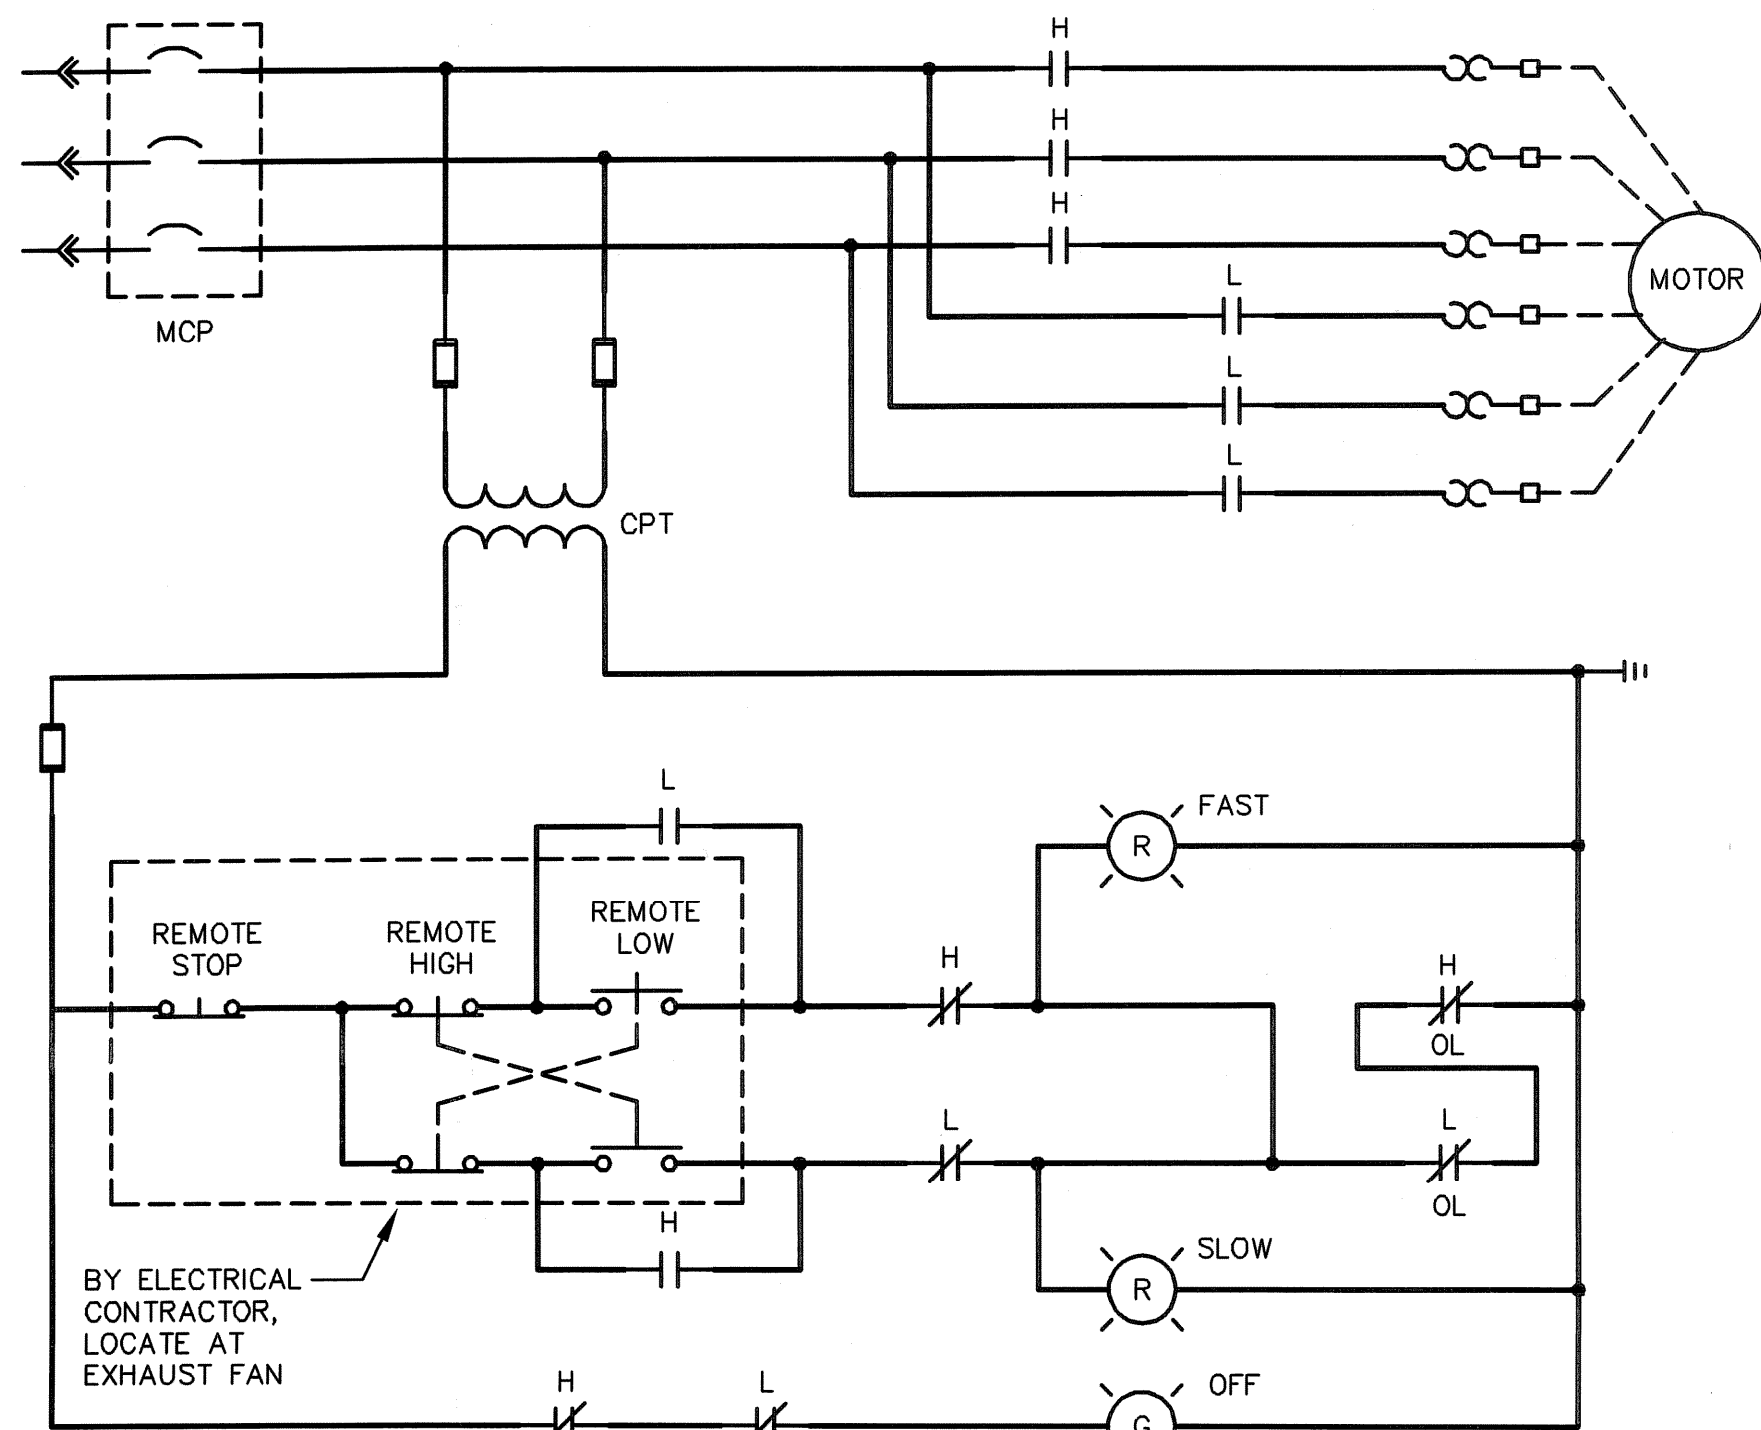 H
H
H
MOTOR
L
MCP
L
L
CPT
L
FAST
R
REMOTE
LOW
REMOTE
STOP
REMOTE
HIGH
H
H
OL
L
L
OL
H
SLOW
R
BY ELECTRICAL
CONTRACTOR,
LOCATE AT
EXHAUST FAN
H
L
OFF
G